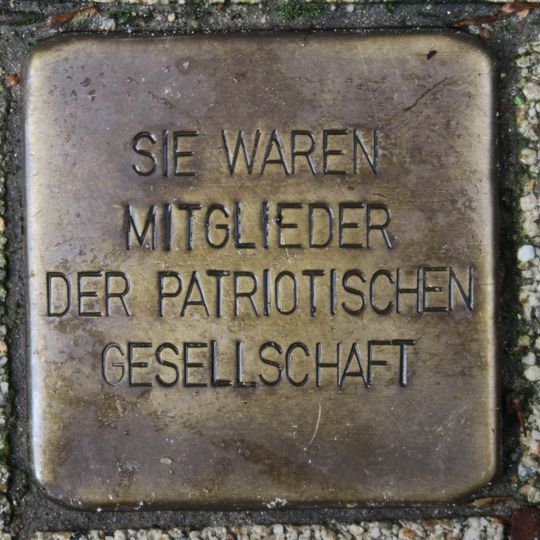 SIE WAREN
MITGLIEDER
DER PATRIOTISCHEN
GESELLSCHAFT